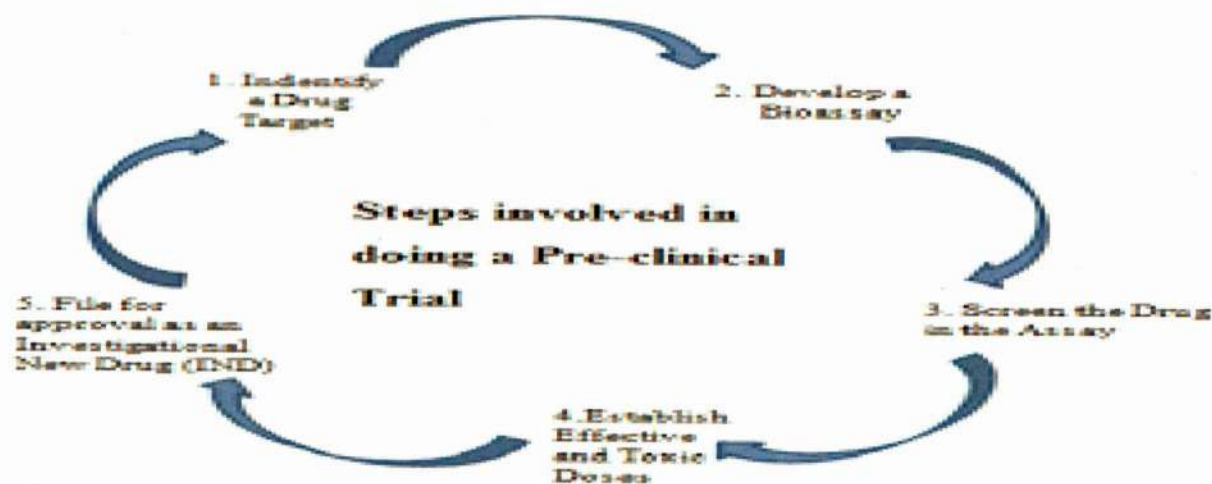 1. Indentify
a Drug
Target
2. Develop a
Bioassay
Steps involved in
doing a Pre-clinical
Trial
3. Screen the Drug
in the Assay
4. Establish
Effective
and Toxic
Doses
5. File for
approval as an
Investigational
New Drug (IND)